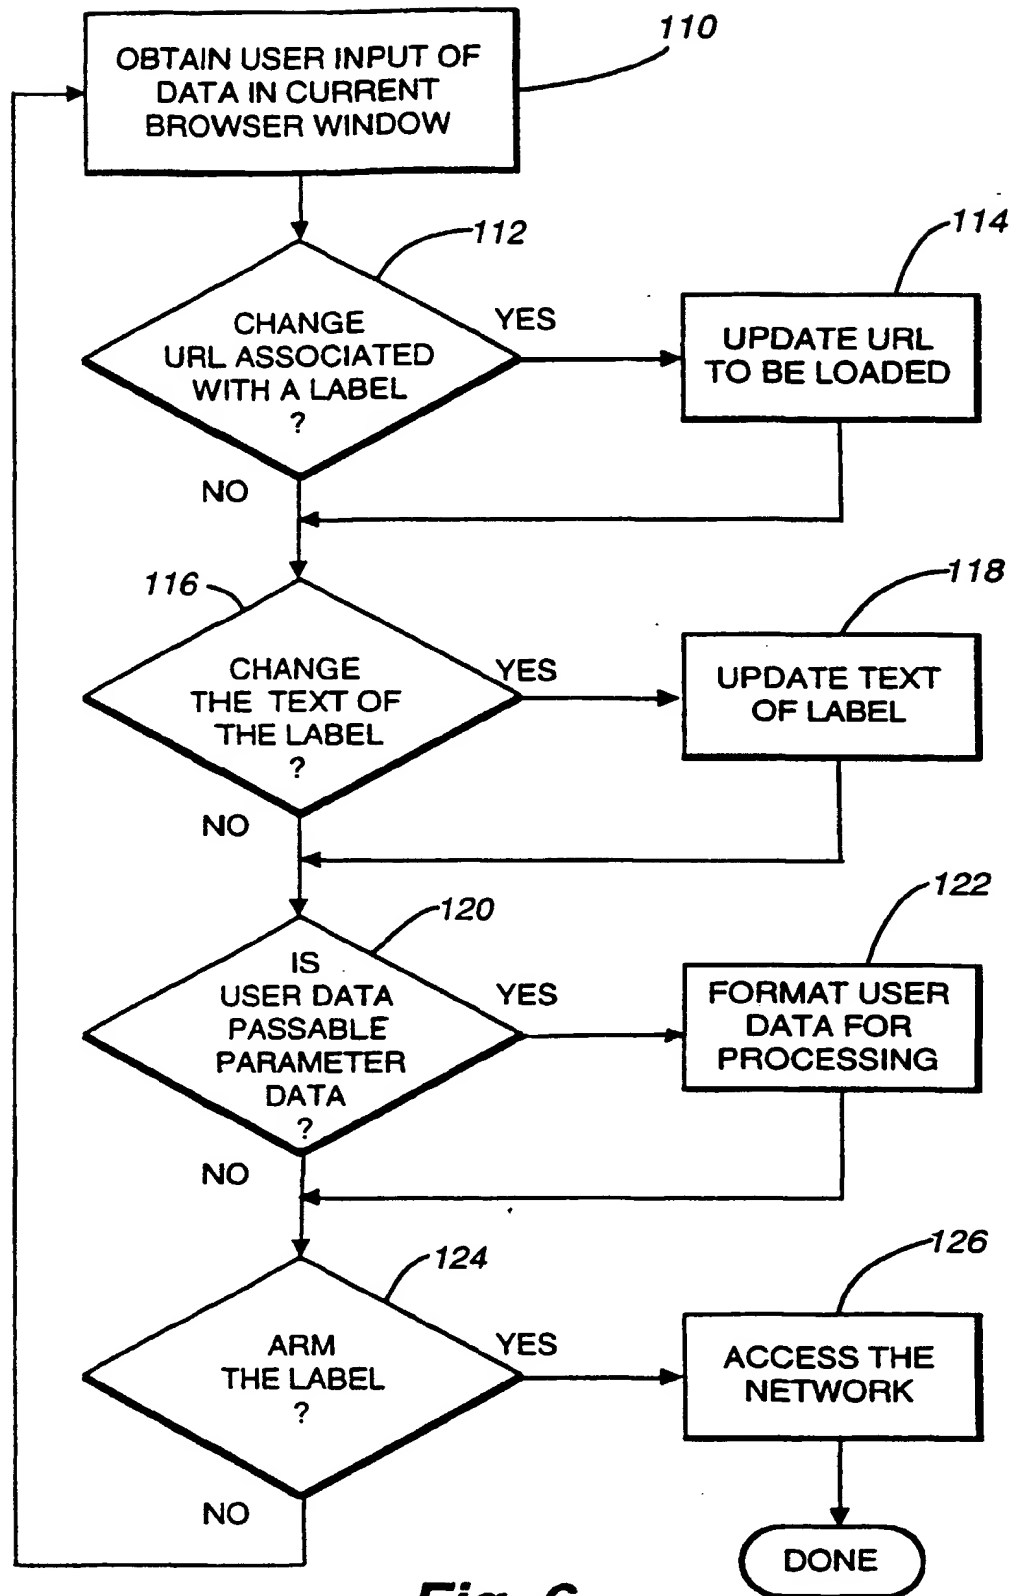 OBTAIN USER INPUT OF
DATA IN CURRENT
BROWSER WINDOW
110
112
CHANGE
URL ASSOCIATED
WITH A LABEL
?
YES
NO
114
UPDATE URL
TO BE LOADED
116
CHANGE
THE TEXT OF
THE LABEL
?
YES
NO
118
UPDATE TEXT
OF LABEL
120
IS
USER DATA
PASSABLE
PARAMETER
DATA
?
YES
NO
122
FORMAT USER
DATA FOR
PROCESSING
124
ARM
THE LABEL
?
YES
NO
126
ACCESS THE
NETWORK
DONE
Fig. 6